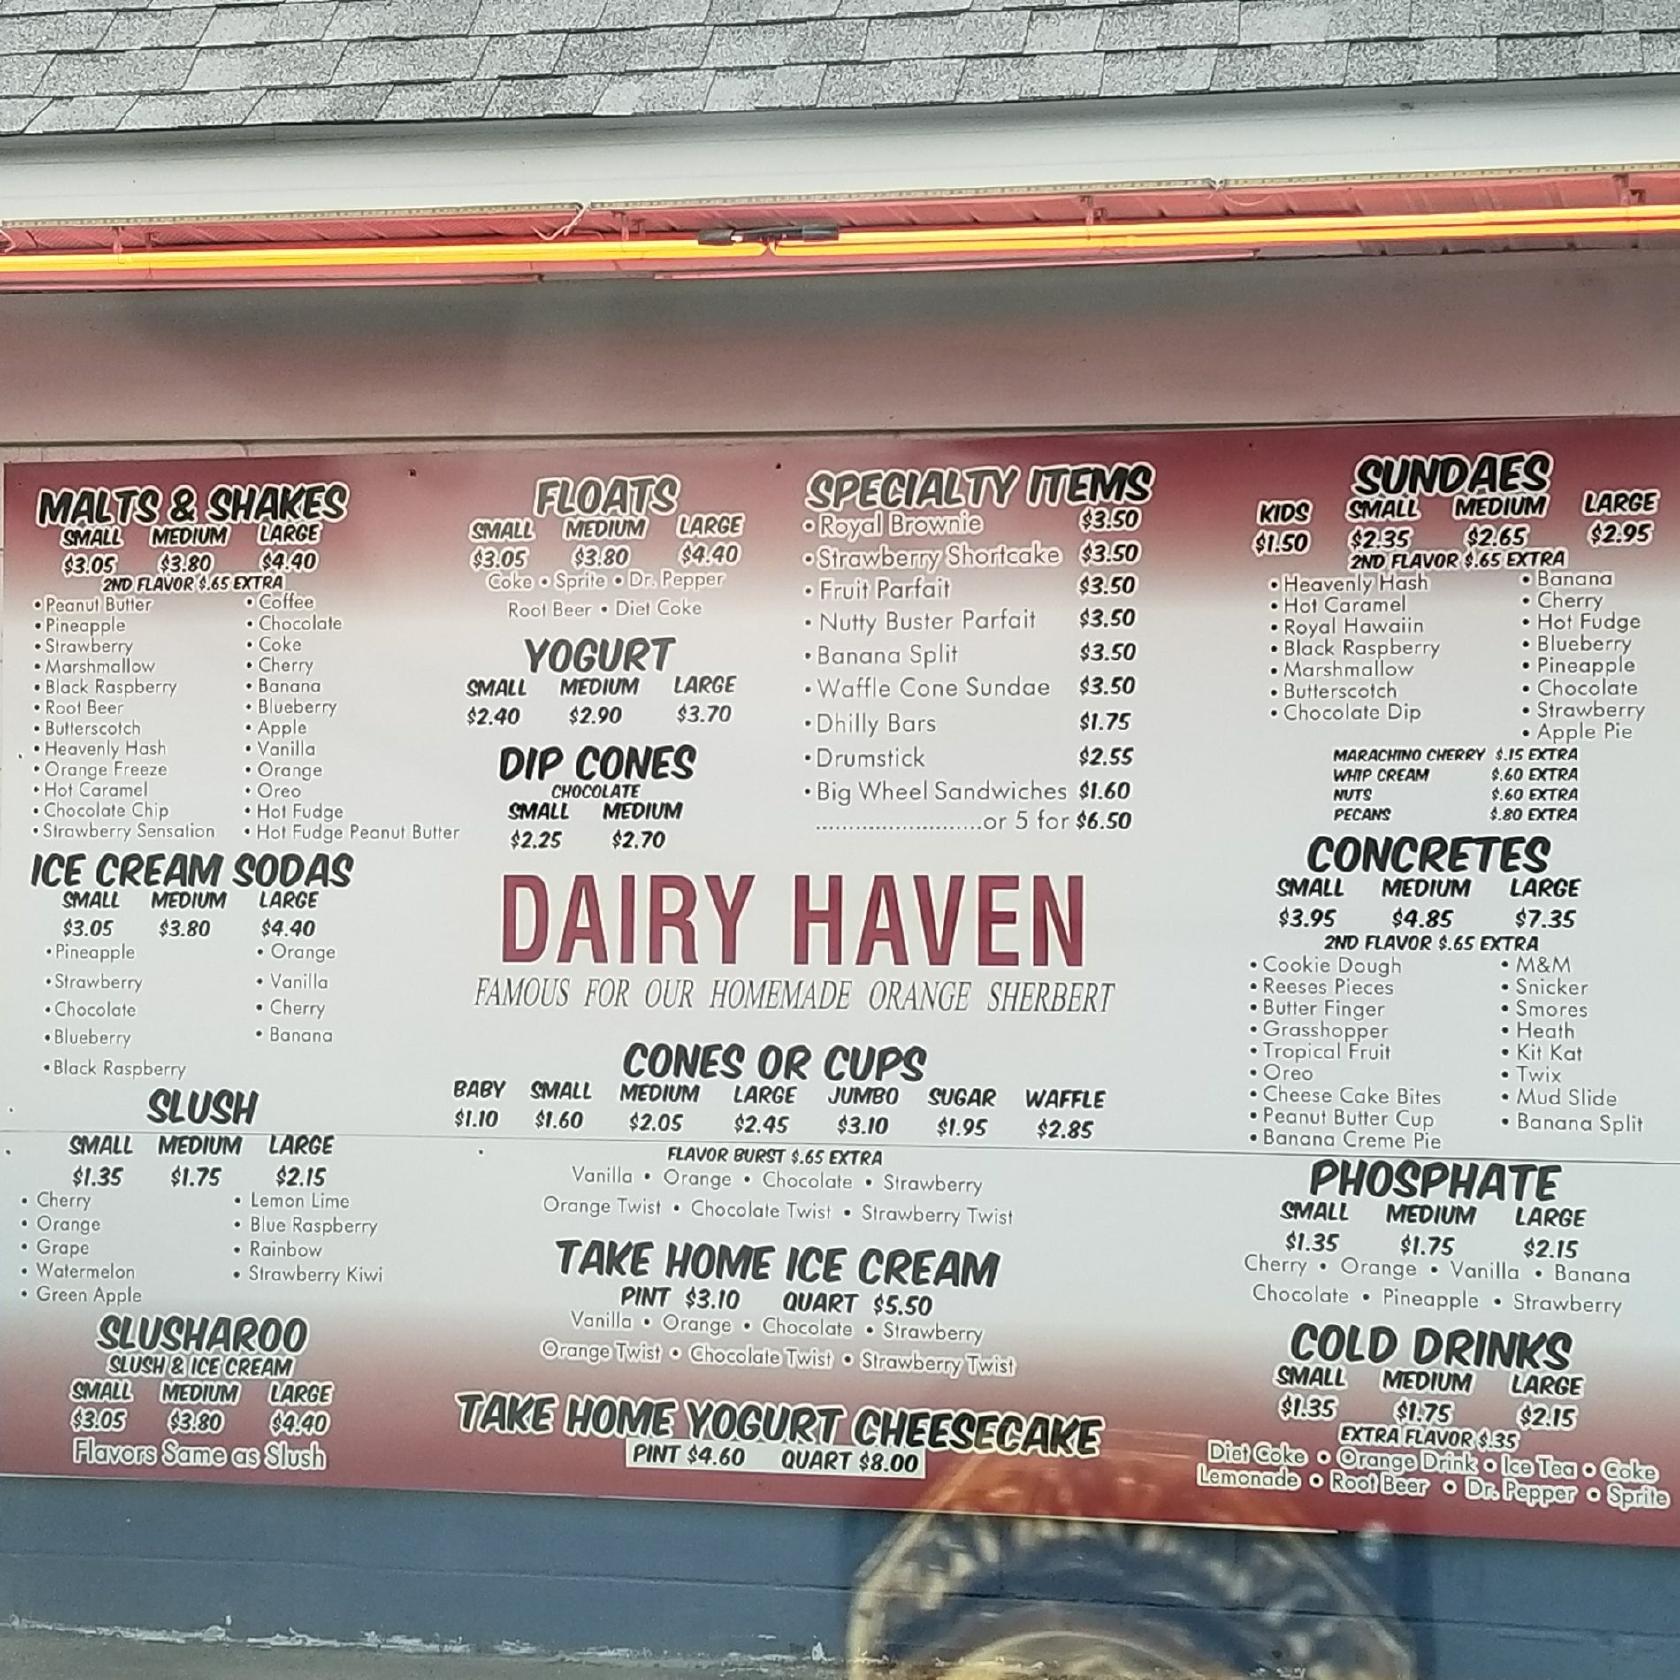 MALTS & SHAKES
SMALL MEDIUM LARGE
$3.05 $3.80 $4.40
2ND FLAVOR $.65 EXTRA
• Peanut Butter • Coffee
• Pineapple • Chocolate
• Strawberry • Coke
• Marshmallow • Cherry
• Black Raspberry • Banana
• Root Beer • Blueberry
• Butterscotch • Apple
• Heavenly Hash • Vanilla
• Orange Freeze • Orange
• Hot Caramel • Oreo
• Chocolate Chip • Hot Fudge
• Strawberry Sensation • Hot Fudge Peanut Butter
ICE CREAM SODAS
SMALL MEDIUM LARGE
$3.05 $3.80 $4.40
• Pineapple • Orange
• Strawberry • Vanilla
• Chocolate • Cherry
• Blueberry • Banana
• Black Raspberry
SLUSH
SMALL MEDIUM LARGE
$1.35 $1.75 $2.15
• Cherry • Lemon Lime
• Orange • Blue Raspberry
• Grape • Rainbow
• Watermelon • Strawberry Kiwi
• Green Apple
SLUSHAROO
SLUSH & ICE CREAM
SMALL MEDIUM LARGE
$3.05 $3.80 $4.40
Flavors Same as Slush
FLOATS
SMALL MEDIUM LARGE
$3.05 $3.80 $4.40
Coke • Sprite • Dr. Pepper
Root Beer • Diet Coke
YOGURT
SMALL MEDIUM LARGE
$2.40 $2.90 $3.70
DIP CONES
CHOCOLATE
SMALL MEDIUM
$2.25 $2.70
SPECIALTY ITEMS
• Royal Brownie $3.50
• Strawberry Shortcake $3.50
• Fruit Parfait $3.50
• Nutty Buster Parfait $3.50
• Banana Split $3.50
• Waffle Cone Sundae $3.50
• Dhilly Bars $1.75
• Drumstick $2.55
• Big Wheel Sandwiches $1.60
........................or 5 for $6.50
DAIRY HAVEN
FAMOUS FOR OUR HOMEMADE ORANGE SHERBERT
CONES OR CUPS
BABY SMALL MEDIUM LARGE JUMBO SUGAR WAFFLE
$1.10 $1.60 $2.05 $2.45 $3.10 $1.95 $2.85
FLAVOR BURST $.65 EXTRA
Vanilla • Orange • Chocolate • Strawberry
Orange Twist • Chocolate Twist • Strawberry Twist
TAKE HOME ICE CREAM
PINT $3.10 QUART $5.50
Vanilla • Orange • Chocolate • Strawberry
Orange Twist • Chocolate Twist • Strawberry Twist
TAKE HOME YOGURT CHEESECAKE
PINT $4.60 QUART $8.00
SUNDAES
KIDS SMALL MEDIUM LARGE
$1.50 $2.35 $2.65 $2.95
2ND FLAVOR $.65 EXTRA
• Heavenly Hash • Banana
• Hot Caramel • Cherry
• Royal Hawaiin • Hot Fudge
• Black Raspberry • Blueberry
• Marshmallow • Pineapple
• Butterscotch • Chocolate
• Chocolate Dip • Strawberry
• Apple Pie
MARACHINO CHERRY $.15 EXTRA
WHIP CREAM $.60 EXTRA
NUTS $.60 EXTRA
PECANS $.80 EXTRA
CONCRETES
SMALL MEDIUM LARGE
$3.95 $4.85 $7.35
2ND FLAVOR $.65 EXTRA
• Cookie Dough • M&M
• Reeses Pieces • Snicker
• Butter Finger • Smores
• Grasshopper • Heath
• Tropical Fruit • Kit Kat
• Oreo • Twix
• Cheese Cake Bites • Mud Slide
• Peanut Butter Cup • Banana Split
• Banana Creme Pie
PHOSPHATE
SMALL MEDIUM LARGE
$1.35 $1.75 $2.15
Cherry • Orange • Vanilla • Banana
Chocolate • Pineapple • Strawberry
COLD DRINKS
SMALL MEDIUM LARGE
$1.35 $1.75 $2.15
EXTRA FLAVOR $.35
Diet Coke • Orange Drink • Ice Tea • Coke
Lemonade • Root Beer • Dr. Pepper • Sprite